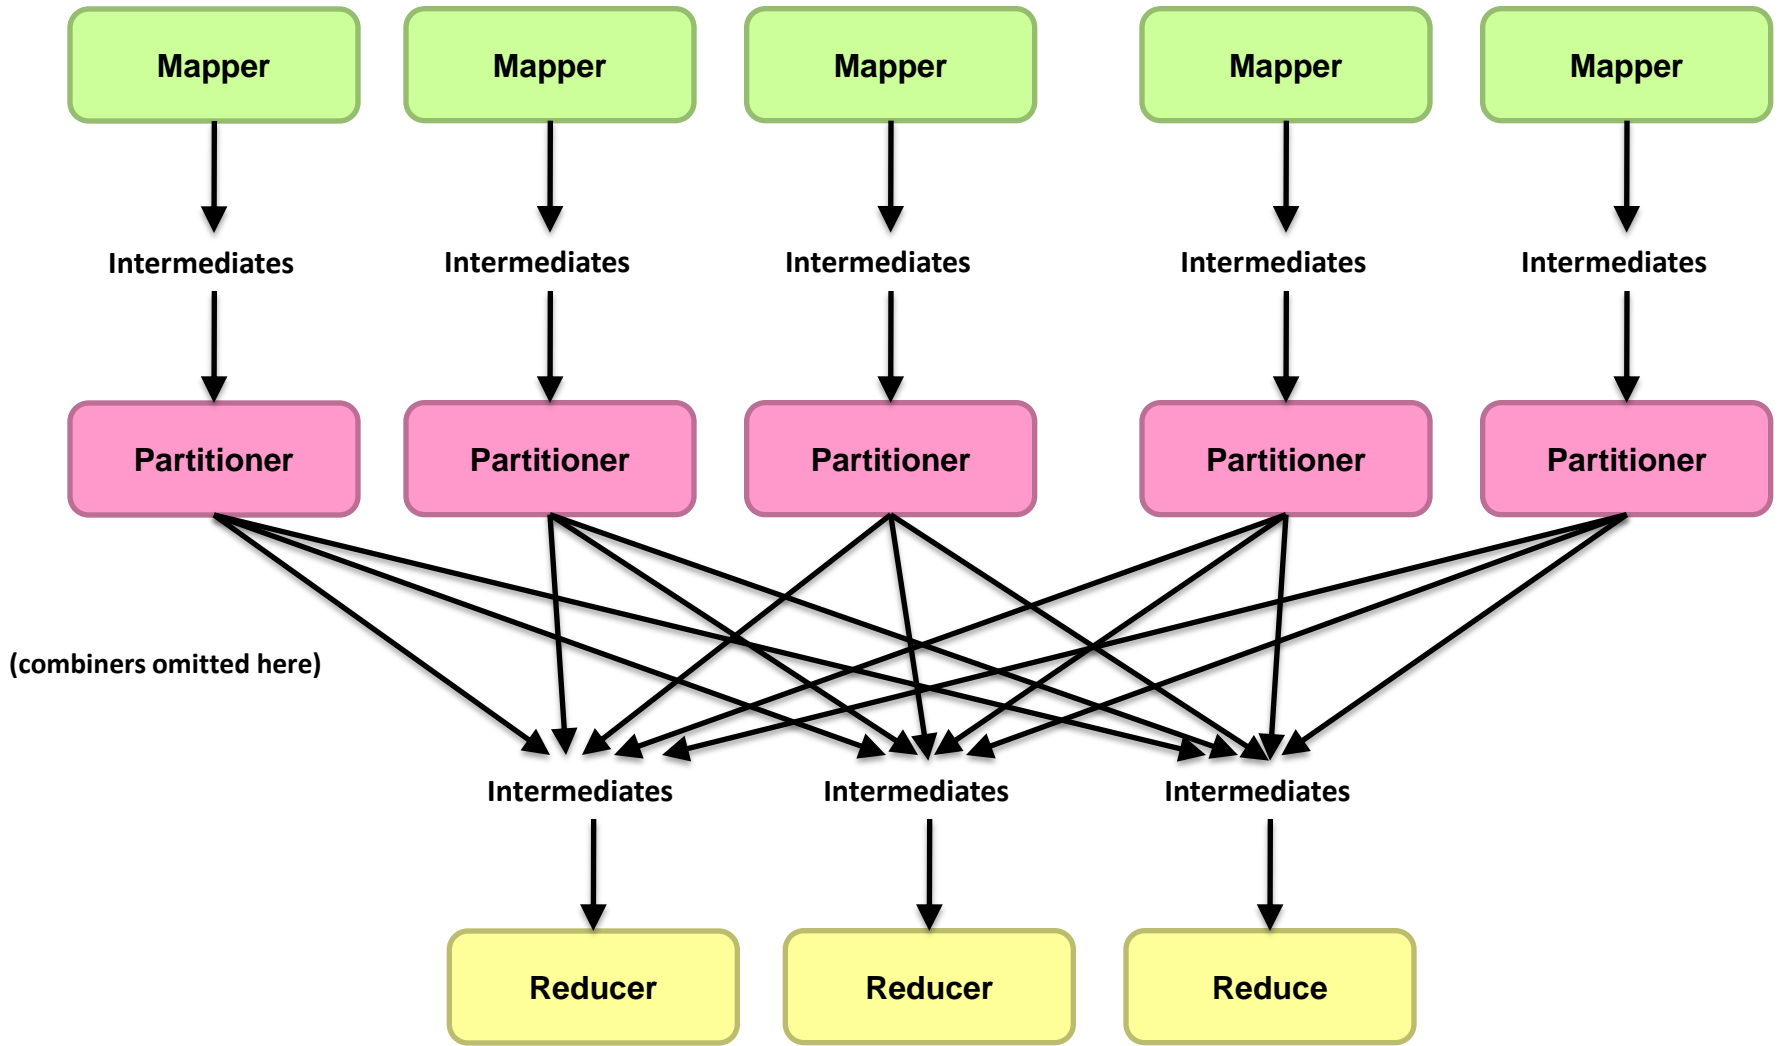 Mapper
Mapper
Mapper
Mapper
Mapper
Intermediates
Intermediates
Intermediates
Intermediates
Intermediates
Partitioner
Partitioner
Partitioner
Partitioner
Partitioner
(combiners omitted here)
Intermediates
Intermediates
Intermediates
Reducer
Reducer
Reduce